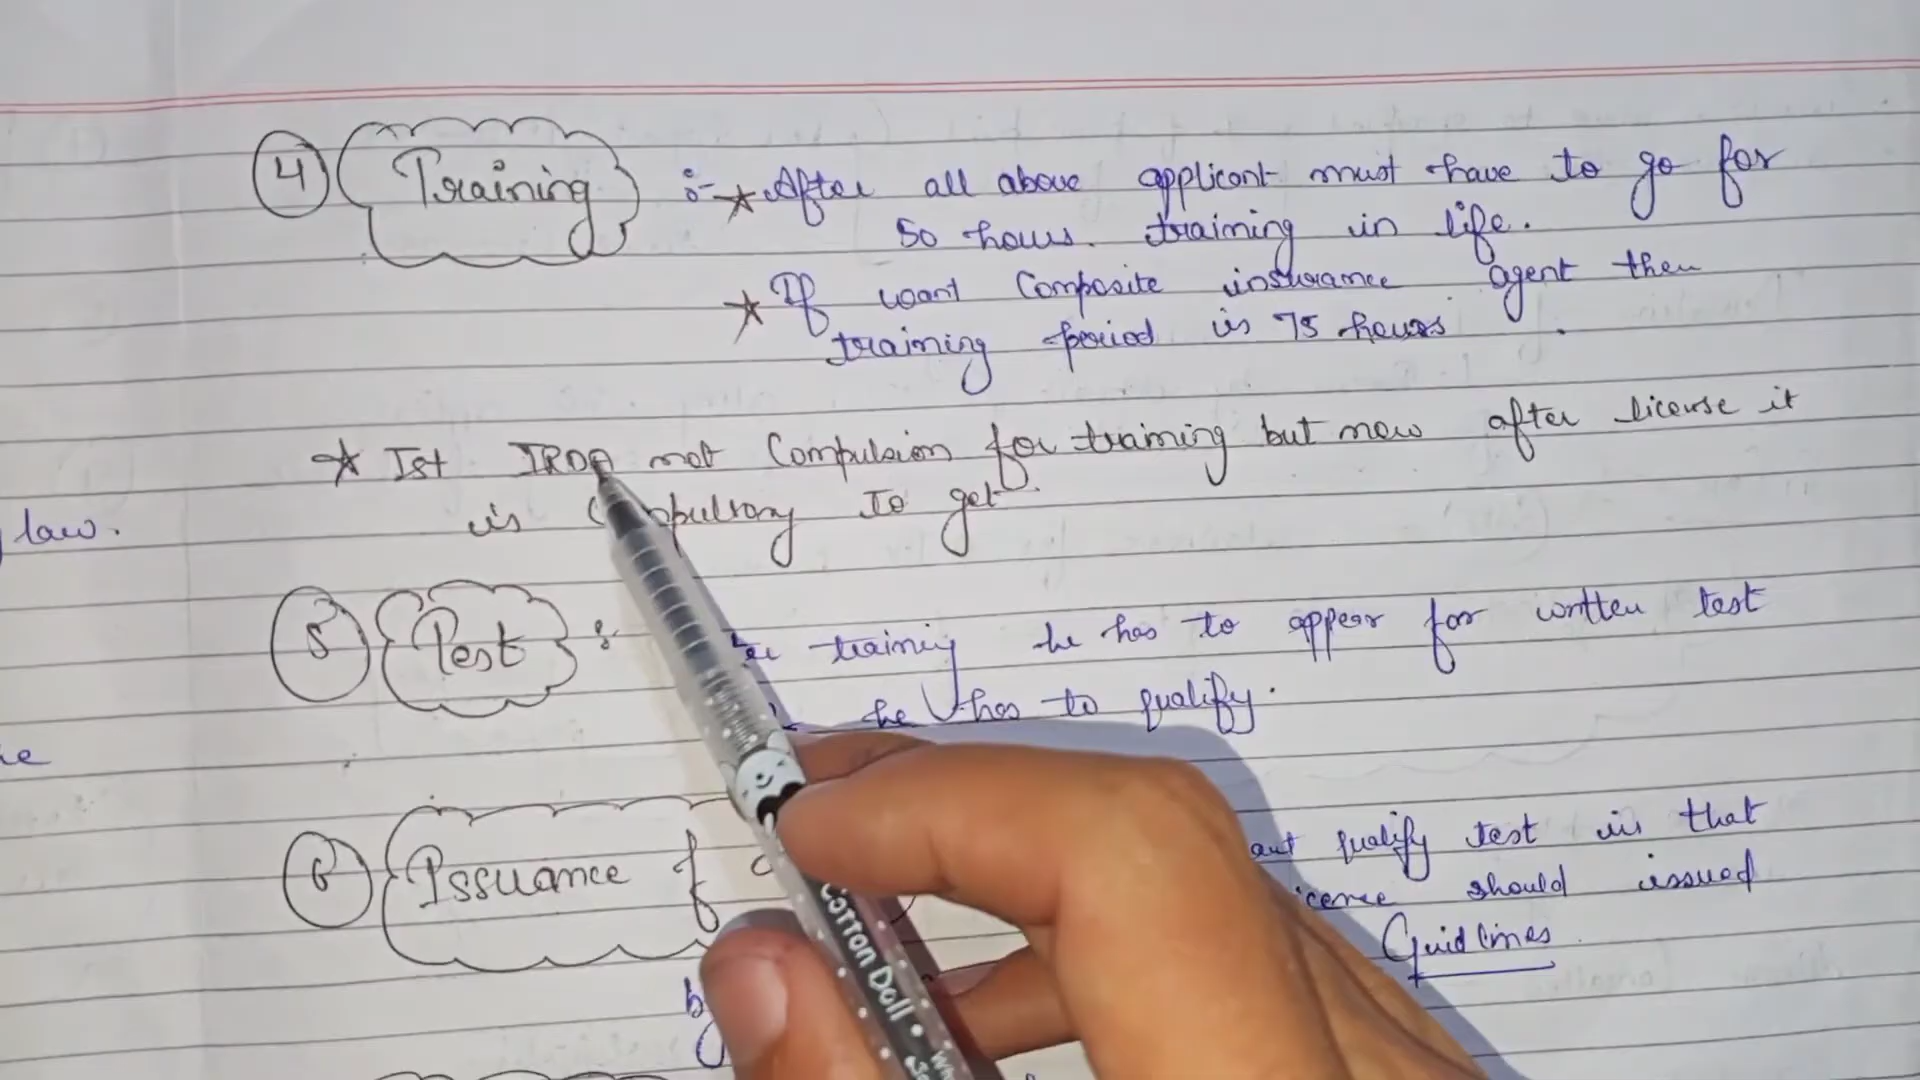 4 Training :- ★ After all above applicant must have to go for
50 hours. training in life.
★ If want Composite insurance agent then
training period is 75 hours.
★ Ist IRDA not Compulsion for training but now after license it
is to get.
law.
5 Test :- trainig he has to appear for written test
he has to qualify.
6 Issuance of qualify test is that
should issued
Guidlines
Cotton Doll